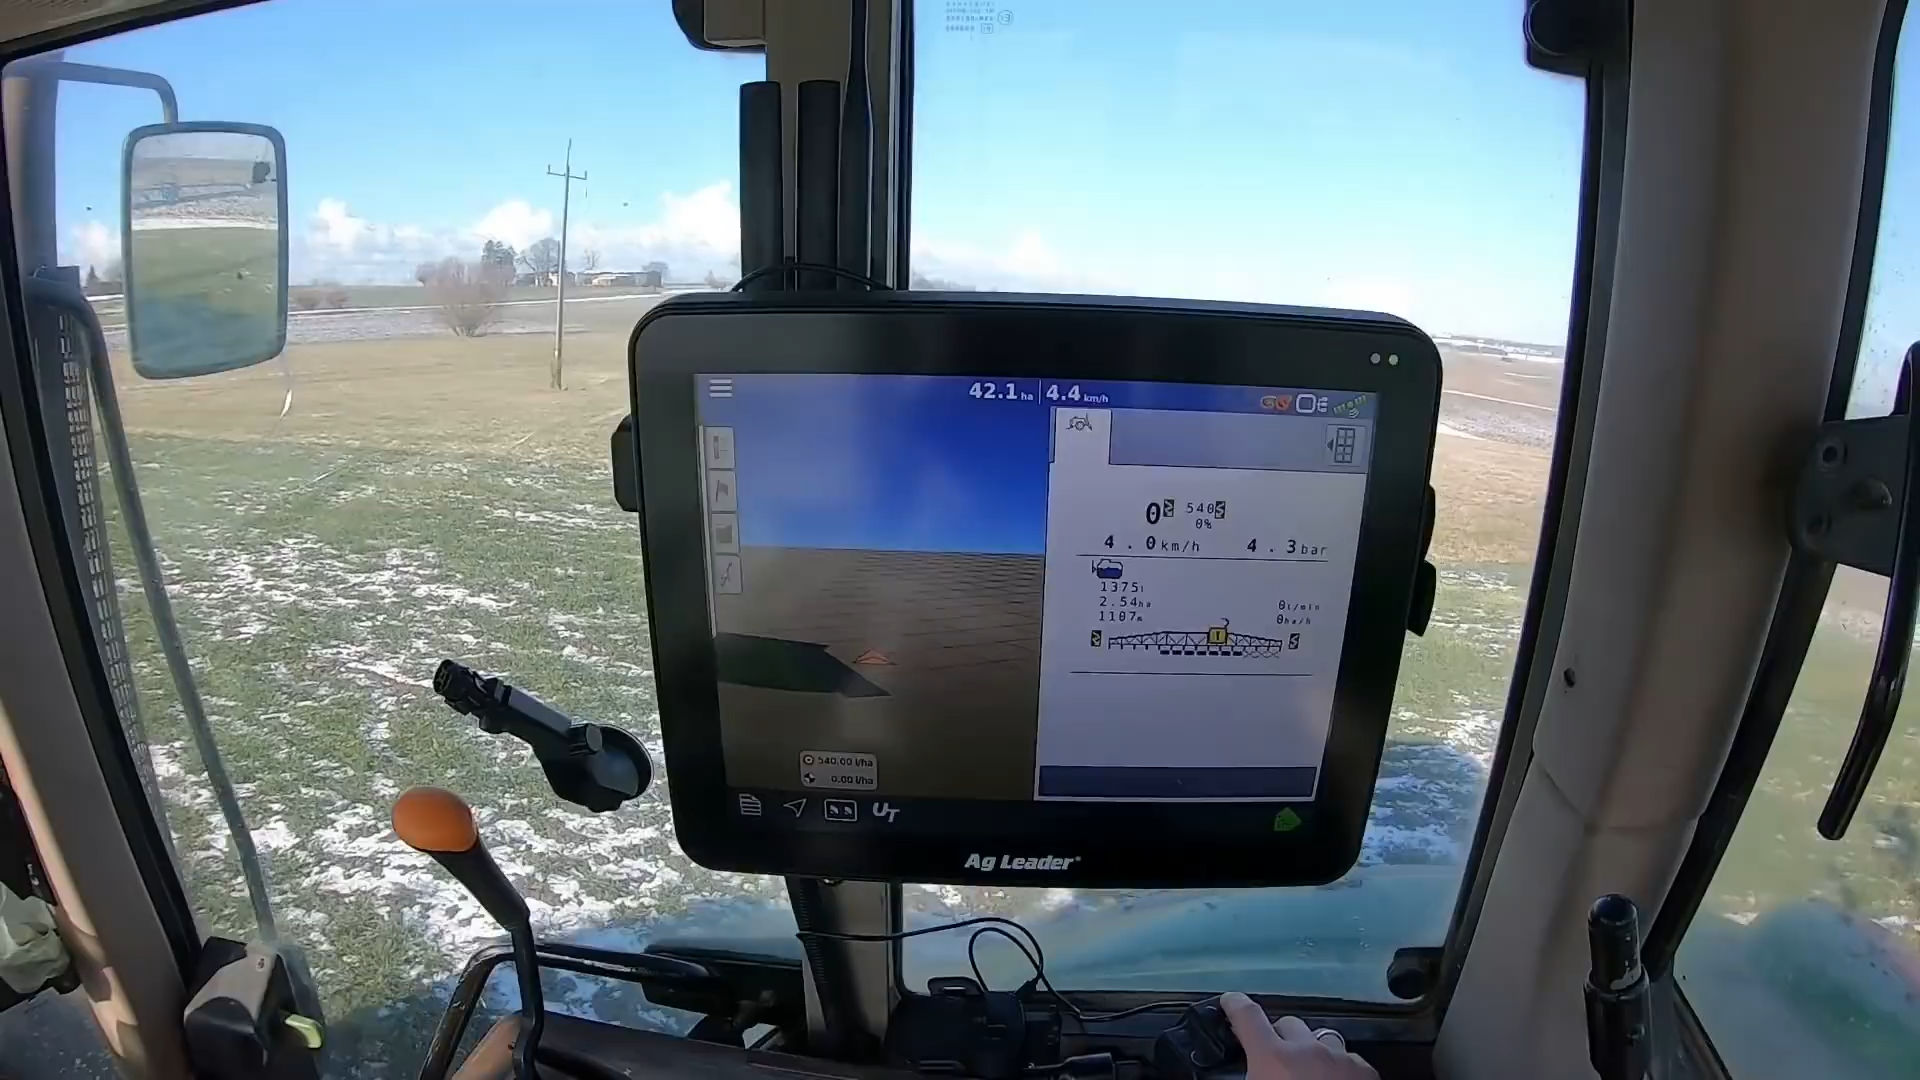 42.1 ha 4.4 km/h
0 540
0%
4.0 km/h 4.3 bar
1375 l
2.54 ha 0 l/min
1107 m 0 ha/h
540.00 l/ha
0.00 l/ha
UT
Ag Leader